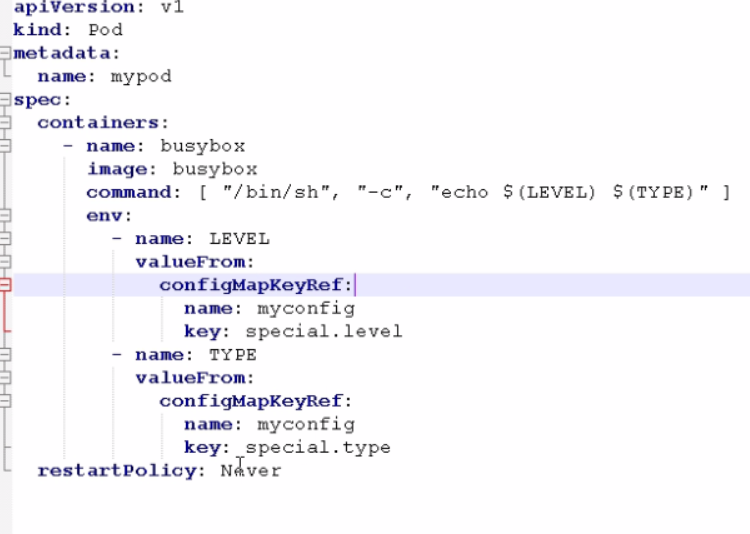 apiVersion: v1
kind: Pod
metadata:
  name: mypod
spec:
  containers:
    - name: busybox
      image: busybox
      command: [ "/bin/sh", "-c", "echo $(LEVEL) $(TYPE)" ]
      env:
        - name: LEVEL
          valueFrom:
            configMapKeyRef:
              name: myconfig
              key: special.level
        - name: TYPE
          valueFrom:
            configMapKeyRef:
              name: myconfig
              key: special.type
  restartPolicy: Never